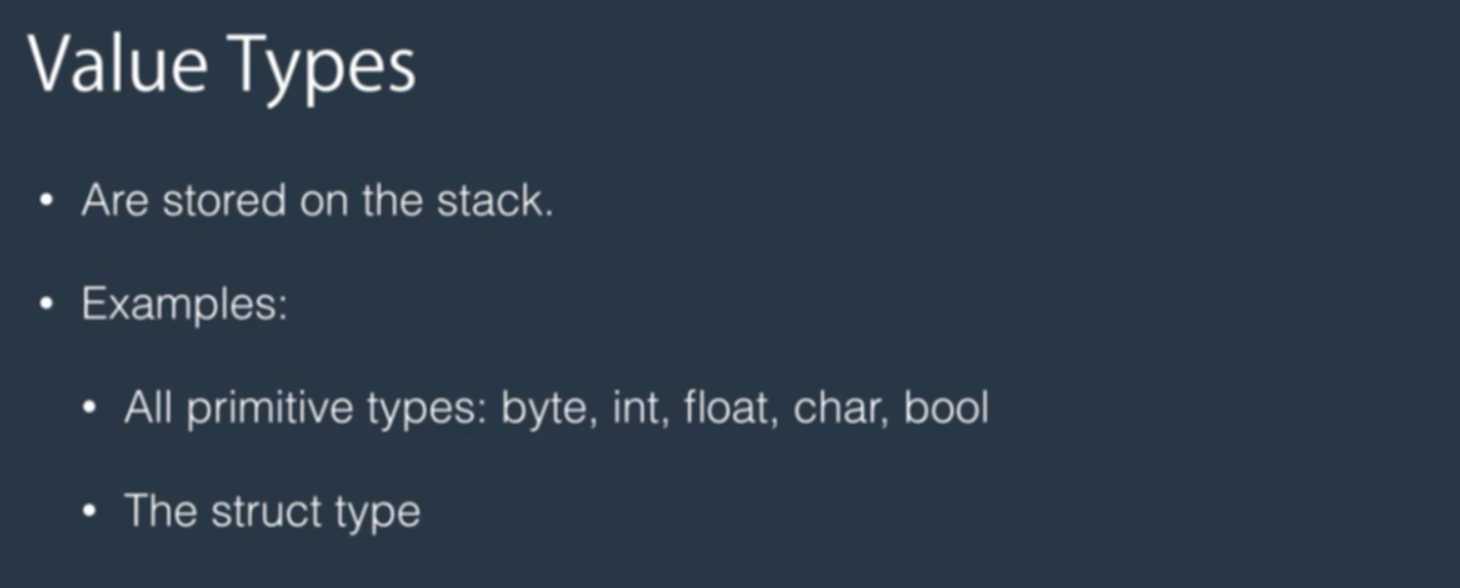 Value Types
• Are stored on the stack.
• Examples:
• All primitive types: byte, int, float, char, bool
• The struct type